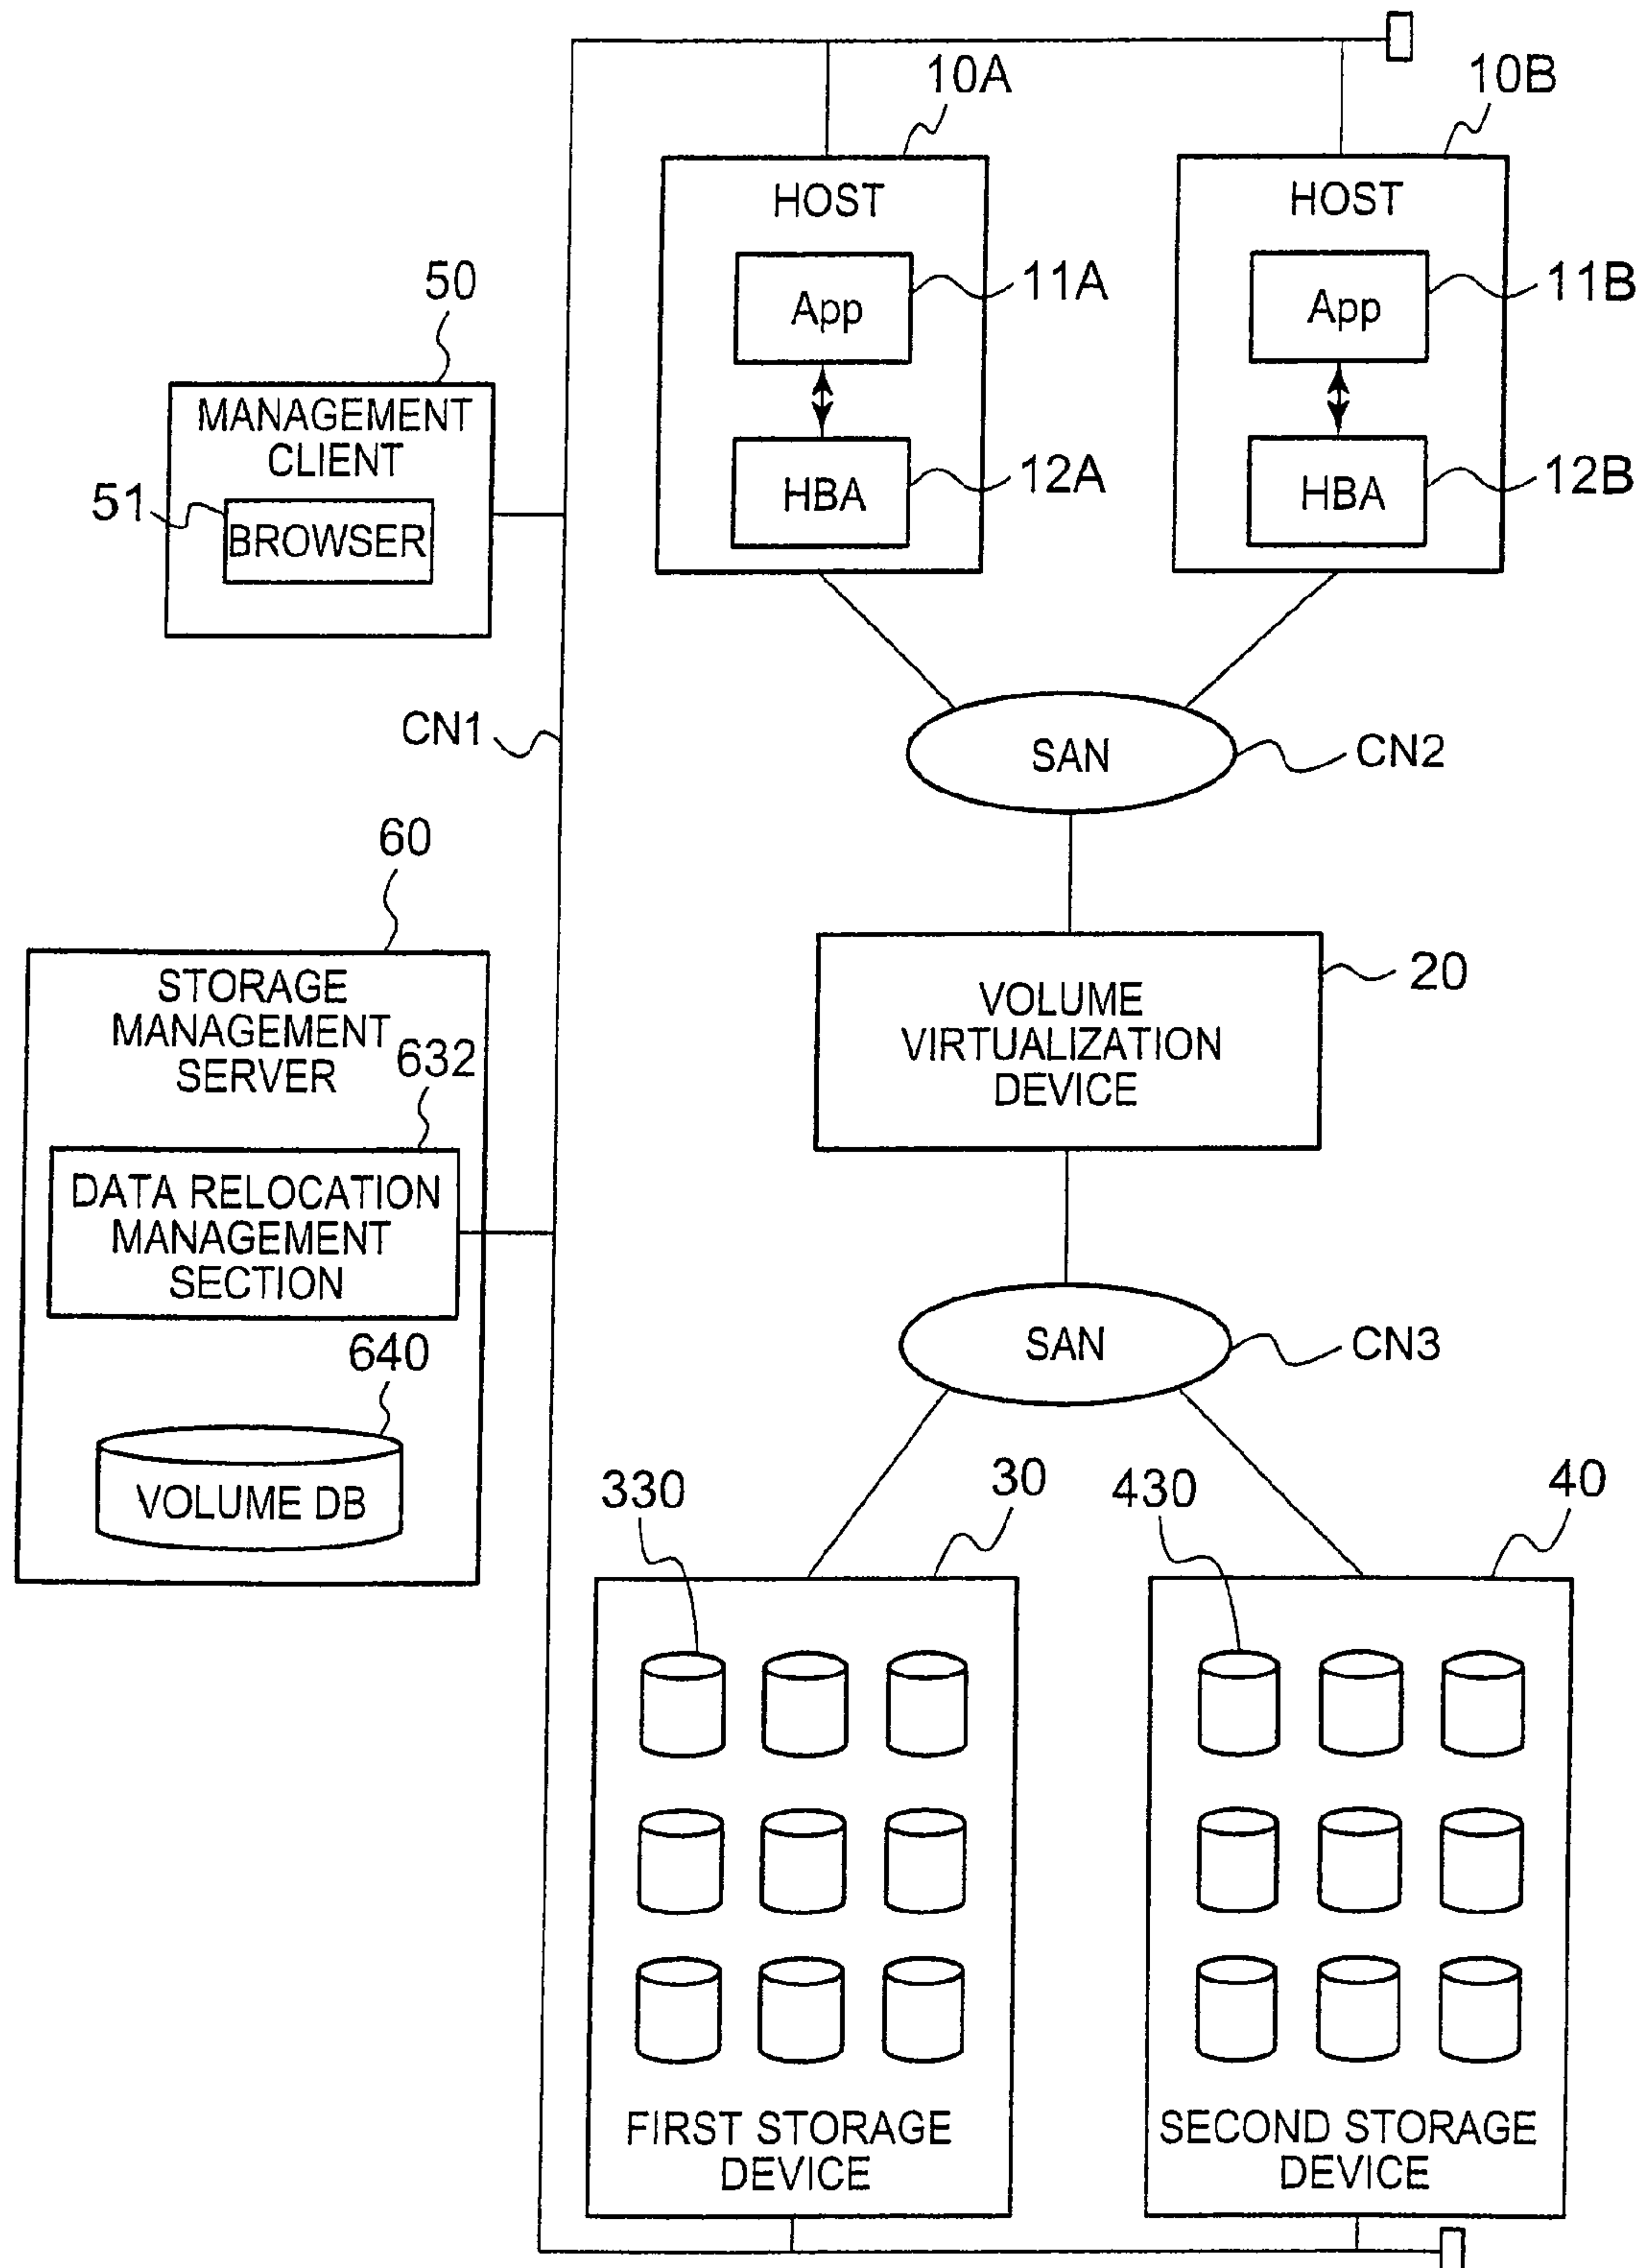 10A
10B
HOST
HOST
App
11A
App
11B
HBA
12A
HBA
12B
50
MANAGEMENT
CLIENT
51
BROWSER
CN1
SAN
CN2
60
STORAGE
MANAGEMENT
SERVER
632
DATA RELOCATION
MANAGEMENT
SECTION
640
VOLUME DB
VOLUME
VIRTUALIZATION
DEVICE
20
SAN
CN3
330
30
430
40
FIRST STORAGE
DEVICE
SECOND STORAGE
DEVICE